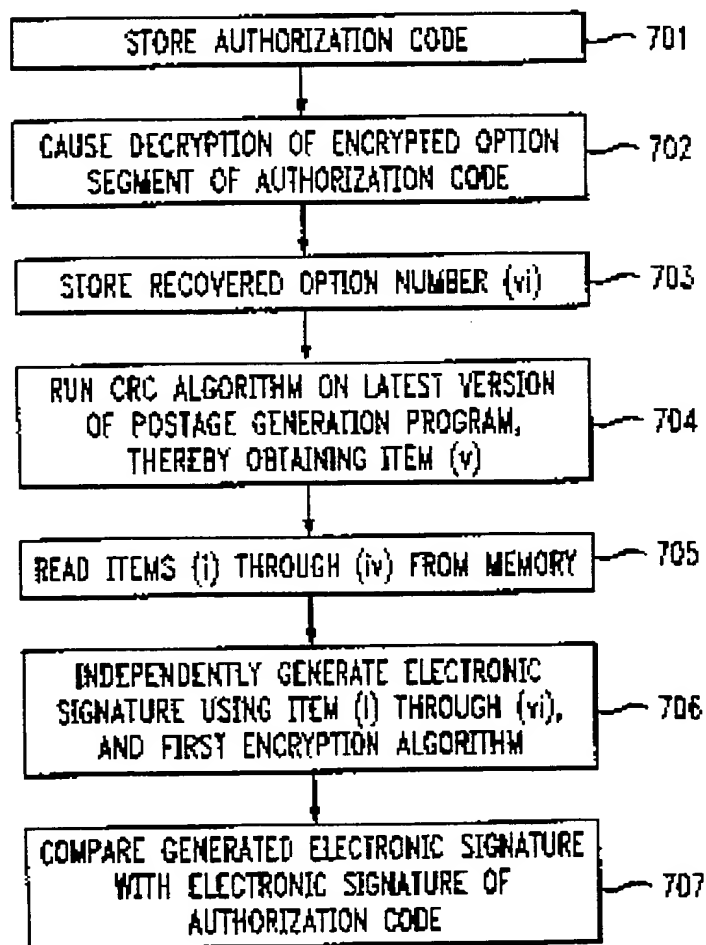 STORE AUTHORIZATION CODE
701
CAUSE DECRYPTION OF ENCRYPTED OPTION
SEGMENT OF AUTHORIZATION CODE
702
STORE RECOVERED OPTION NUMBER (vi)
703
RUN CRC ALGORITHM ON LATEST VERSION
OF POSTAGE GENERATION PROGRAM,
THEREBY OBTAINING ITEM (v)
704
READ ITEMS (i) THROUGH (iv) FROM MEMORY
705
INDEPENDENTLY GENERATE ELECTRONIC
SIGNATURE USING ITEM (i) THROUGH (vi),
AND FIRST ENCRYPTION ALGORITHM
706
COMPARE GENERATED ELECTRONIC SIGNATURE
WITH ELECTRONIC SIGNATURE OF
AUTHORIZATION CODE
707